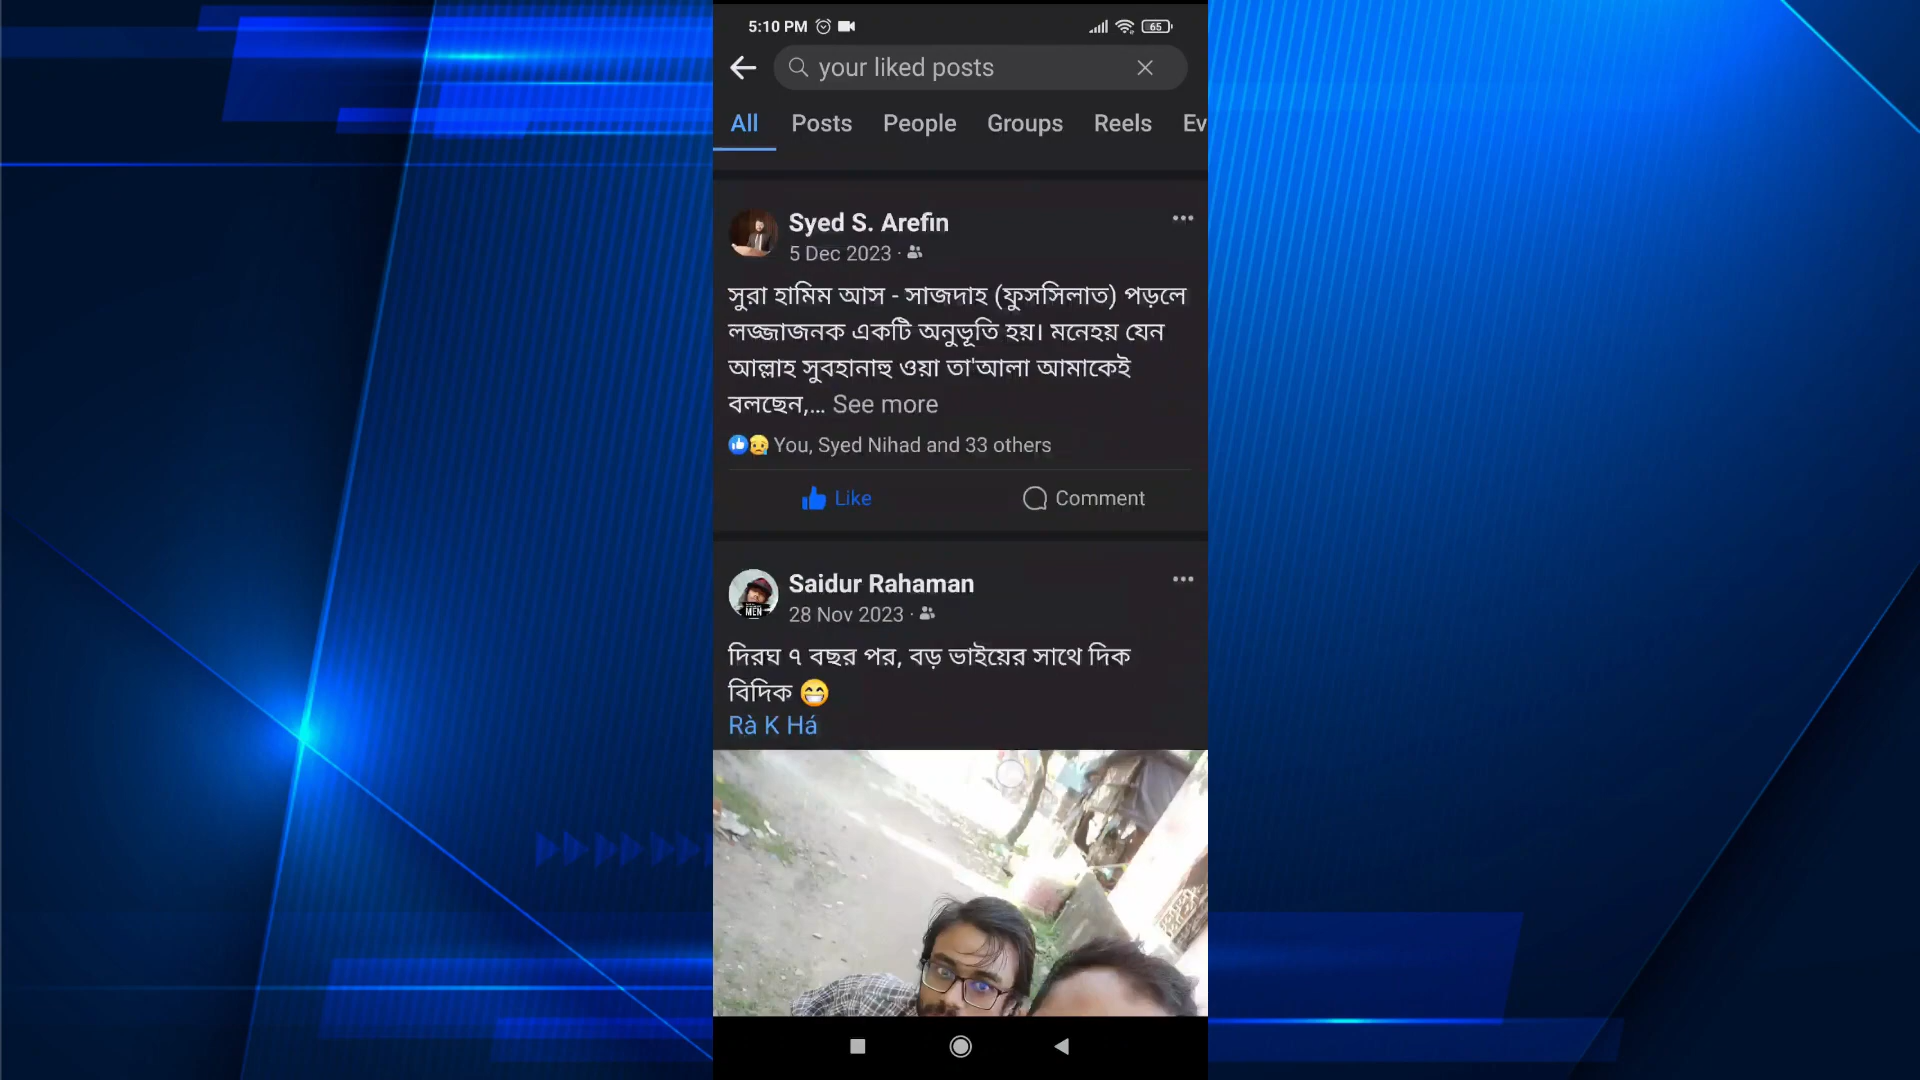 5:10 PM
65
your liked posts
All Posts People Groups Reels Ev
Syed S. Arefin
5 Dec 2023 ·
সুরা হামিম আস - সাজদাহ (ফুসসিলাত) পড়লে
লজ্জাজনক একটি অনুভূতি হয়। মনেহয় যেন
আল্লাহ সুবহানাহু ওয়া তা'আলা আমাকেই
বলছেন,... See more
You, Syed Nihad and 33 others
Like Comment
Saidur Rahaman
MEN
28 Nov 2023 ·
দিরঘ ৭ বছর পর, বড় ভাইয়ের সাথে দিক
বিদিক 😁
Rà K Há